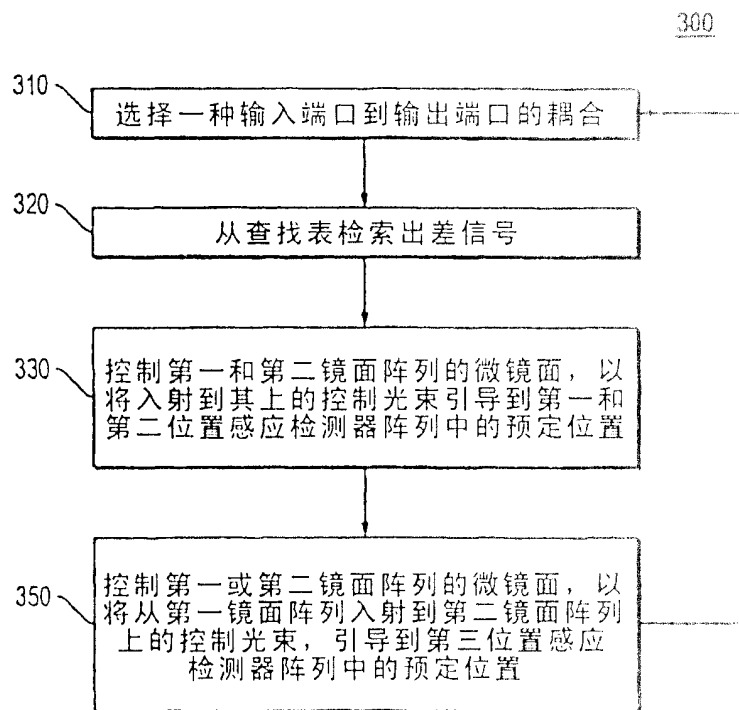 300
310
选择一种输入端口到输出端口的耦合
320
从查找表检索出差信号
330
控制第一和第二镜面阵列的微镜面，以
将入射到其上的控制光束引导到第一和
第二位置感应检测器阵列中的预定位置
350
控制第一或第二镜面阵列的微镜面，以
将从第一镜面阵列入射到第二镜面阵列
上的控制光束，引导到第三位置感应
检测器阵列中的预定位置